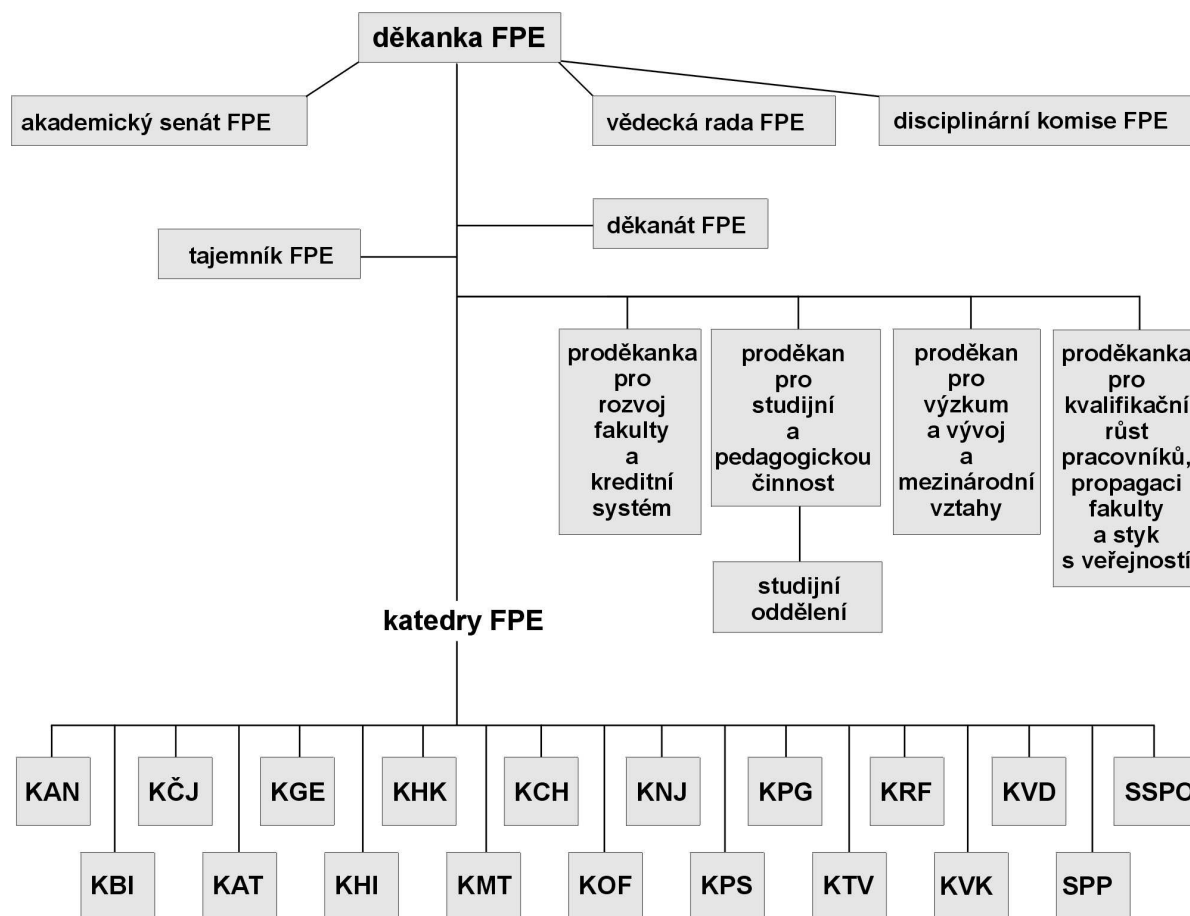 děkanka FPE
akademický senát FPE
vědecká rada FPE
disciplinární komise FPE
děkanát FPE
tajemník FPE
proděkanka
pro
rozvoj
fakulty
a
kreditní
systém
proděkan
pro
studijní
a
pedagogickou
činnost
proděkan
pro
výzkum
a vývoj
a
mezinárodní
vztahy
proděkanka
pro
kvalifikační
růst
pracovníků,
propagaci
fakulty
a styk
s veřejností
studijní
oddělení
katedry FPE
KAN
KČJ
KGE
KHK
KCH
KNJ
KPG
KRF
KVD
SSPO
KBI
KAT
KHI
KMT
KOF
KPS
KTV
KVK
SPP